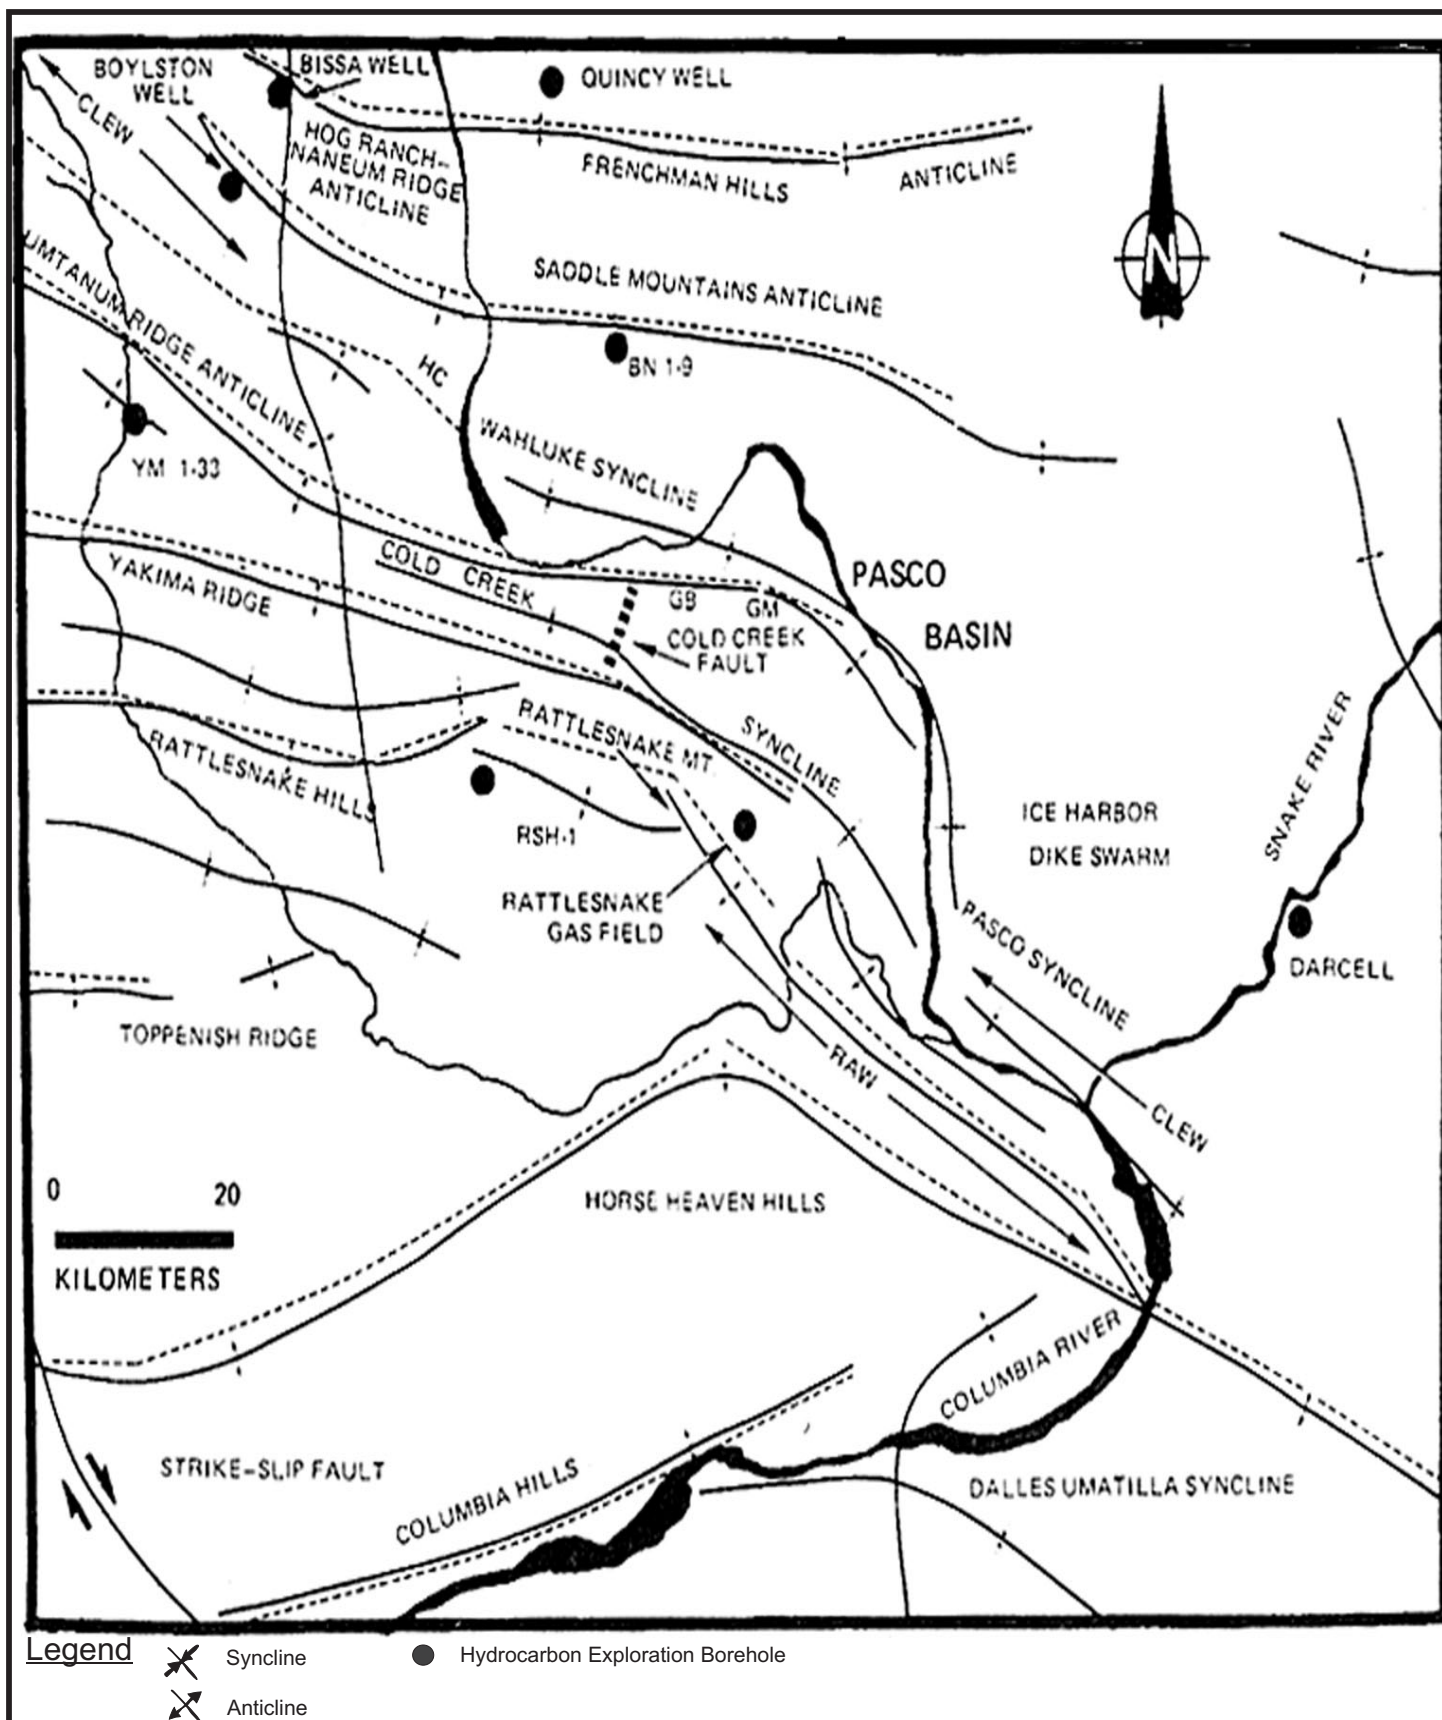 BOYLSTON
WELL
BISSA WELL
QUINCY WELL
CLEW
HOG RANCH-
NANEUM RIDGE
ANTICLINE
FRENCHMAN HILLS
ANTICLINE
N
UMTANUM RIDGE ANTICLINE
SADDLE MOUNTAINS ANTICLINE
HC
BN 1-9
WAHLUKE SYNCLINE
YM 1-33
COLD CREEK
YAKIMA RIDGE
GB
GM
PASCO
BASIN
COLD CREEK
FAULT
RATTLESNAKE MT.
SYNCLINE
RATTLESNAKE HILLS
SNAKE RIVER
RSH-1
ICE HARBOR
DIKE SWARM
RATTLESNAKE
GAS FIELD
PASCO SYNCLINE
DARCELL
TOPPENISH RIDGE
RAW
CLEW
0 20
KILOMETERS
HORSE HEAVEN HILLS
COLUMBIA RIVER
STRIKE-SLIP FAULT
COLUMBIA HILLS
DALLES UMATILLA SYNCLINE
Legend
Syncline
Hydrocarbon Exploration Borehole
Anticline